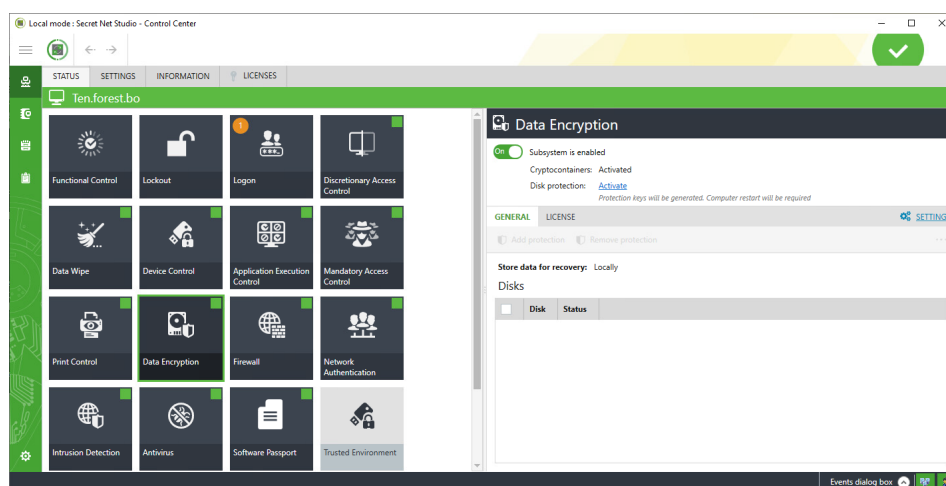 Local mode : Secret Net Studio - Control Center
STATUS
SETTINGS
INFORMATION
LICENSES
Ten.forest.bo
1
Functional Control
Lockout
Logon
Discretionary Access
Control
Data Wipe
Device Control
Application Execution
Control
Mandatory Access
Control
Print Control
Data Encryption
Firewall
Network
Authentication
Intrusion Detection
Antivirus
Software Passport
Trusted Environment
Data Encryption
On
Subsystem is enabled
Cryptocontainers: Activated
Disk protection: Activate
Protection keys will be generated. Computer restart will be required
GENERAL
LICENSE
SETTING
Add protection
Remove protection
Store data for recovery: Locally
Disks
Disk
Status
Events dialog box